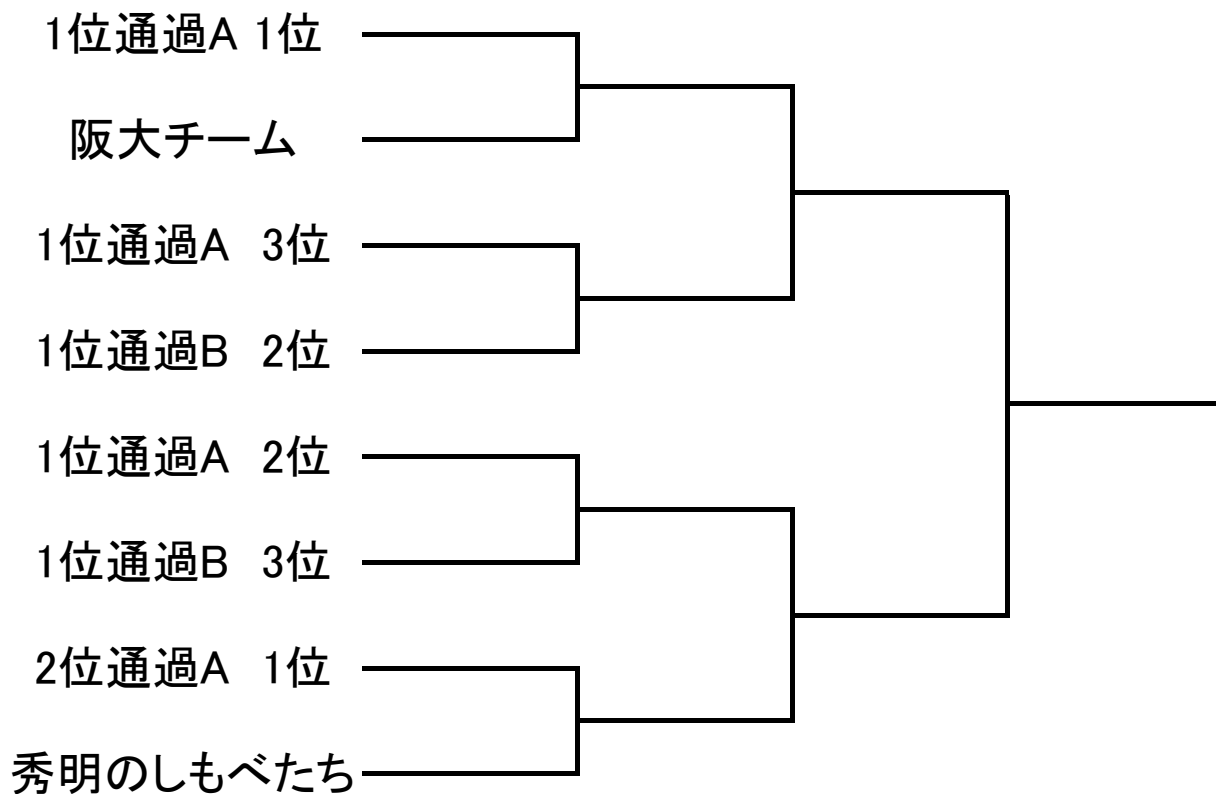 1位通過A 1位
阪大チーム
1位通過A　3位
1位通過B　2位
1位通過A　2位
1位通過B　3位
2位通過A　1位
秀明のしもべたち